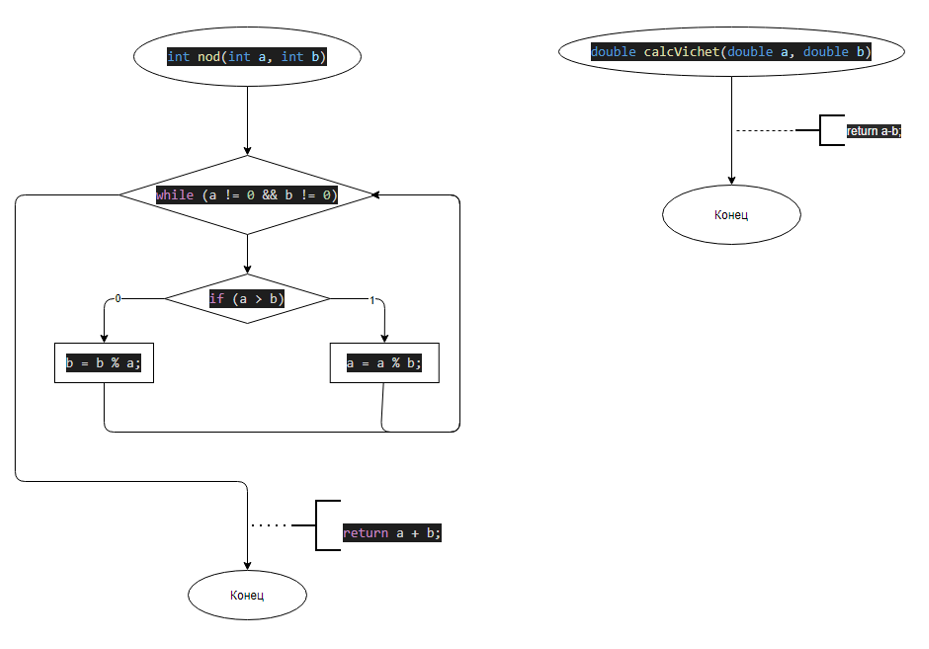 int nod(int a, int b)
while (a != 0 && b != 0)
if (a > b)
0
1
b = b % a;
a = a % b;
return a + b;
Конец
double calcVichet(double a, double b)
return a-b;
Конец